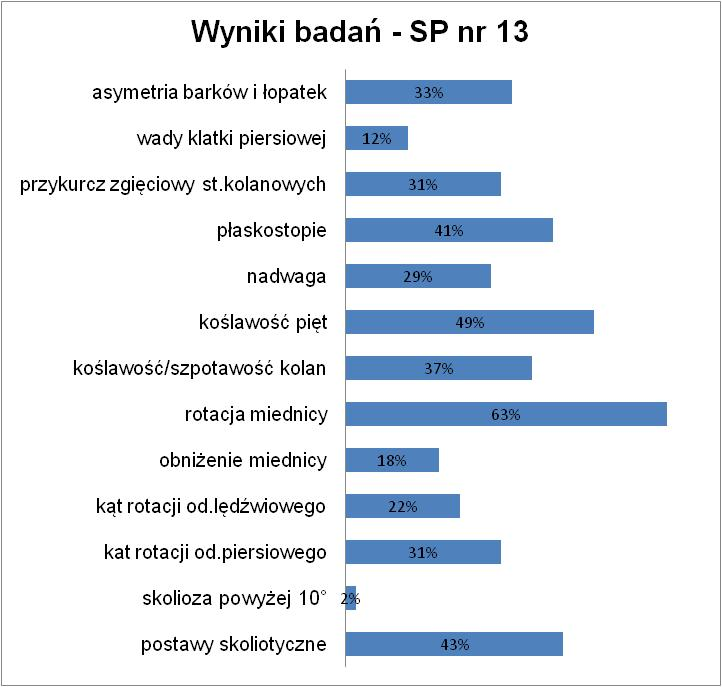 Wyniki badań - SP nr 13
asymetria barków i łopatek 33%
wady klatki piersiowej 12%
przykurcz zgięciowy st.kolanowych 31%
płaskostopie 41%
nadwaga 29%
koślawość pięt 49%
koślawość/szpotawość kolan 37%
rotacja miednicy 63%
obniżenie miednicy 18%
kąt rotacji od.lędźwiowego 22%
kat rotacji od.piersiowego 31%
skolioza powyżej 10° 2%
postawy skoliotyczne 43%